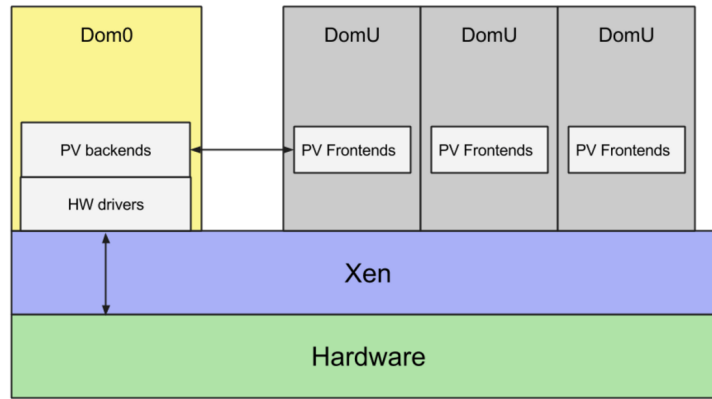 Dom0
DomU
DomU
DomU
PV backends
PV Frontends
PV Frontends
PV Frontends
HW drivers
Xen
Hardware